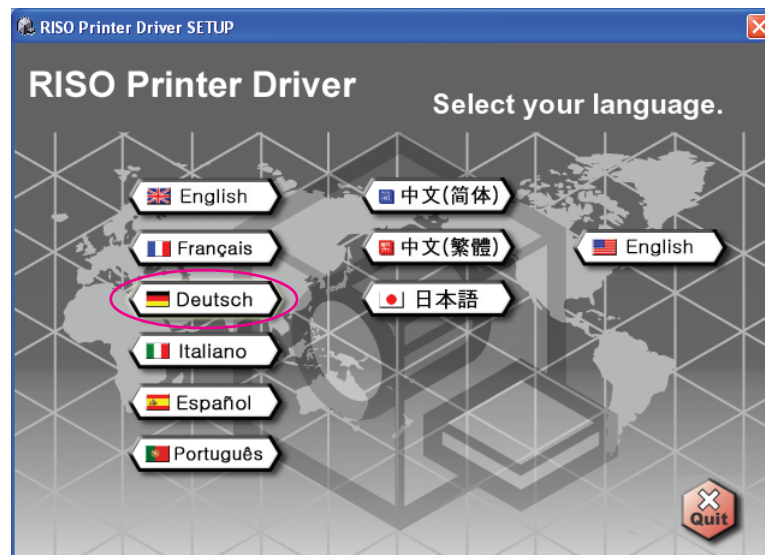 RISO Printer Driver SETUP
RISO Printer Driver
Select your language.
English
Français
Deutsch
Italiano
Español
Português
中文(简体)
中文(繁體)
日本語
English
Quit